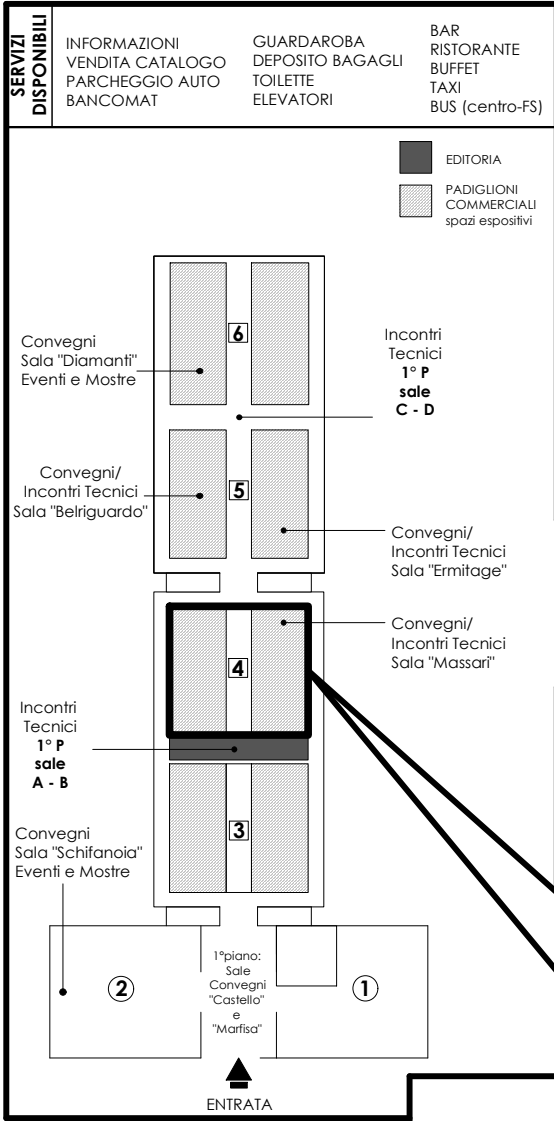 SERVIZI
DISPONIBILI
INFORMAZIONI
VENDITA CATALOGO
PARCHEGGIO AUTO
BANCOMAT
GUARDAROBA
DEPOSITO BAGAGLI
TOILETTE
ELEVATORI
BAR
RISTORANTE
BUFFET
TAXI
BUS (centro-FS)
EDITORIA
PADIGLIONI
COMMERCIALI
spazi espositivi
6
Convegni
Sala "Diamanti"
Eventi e Mostre
Incontri
Tecnici
1° P
sale
C - D
Convegni/
Incontri Tecnici
Sala "Belriguardo"
5
Convegni/
Incontri Tecnici
Sala "Ermitage"
Convegni/
Incontri Tecnici
Sala "Massari"
4
Incontri
Tecnici
1° P
sale
A - B
3
Convegni
Sala "Schifanoia"
Eventi e Mostre
2
1°piano:
Sale
Convegni
"Castello"
e
"Marfisa"
1
ENTRATA